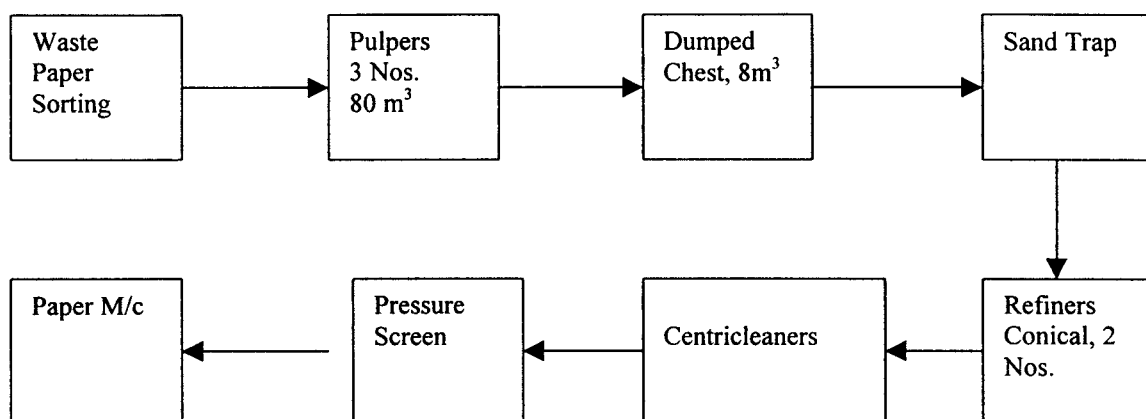 Waste
Paper
Sorting
Pulpers
3 Nos.
80 m³
Dumped
Chest, 8m³
Sand Trap
Refiners
Conical, 2
Nos.
Centricleaners
Pressure
Screen
Paper M/c